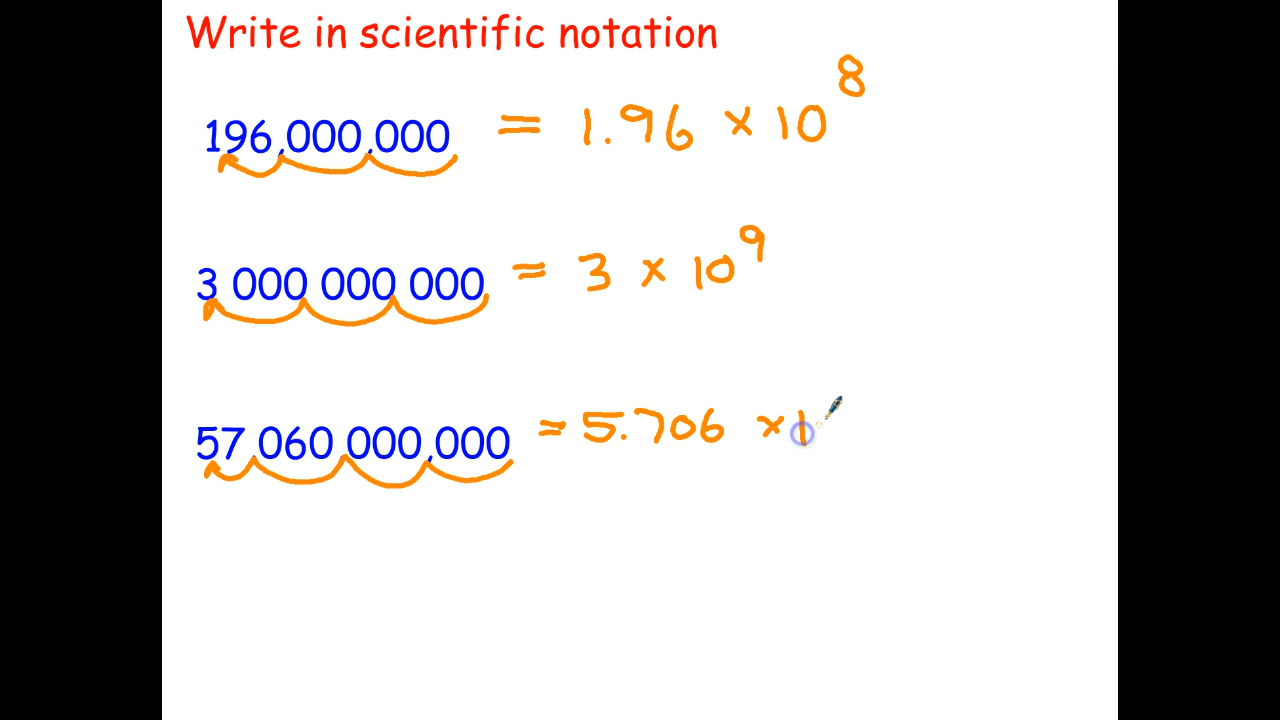 Write in scientific notation
196,000,000 = 1.96 × 10^8
3 000 000 000 = 3 × 10^9
57,060,000,000 = 5.706 × 1